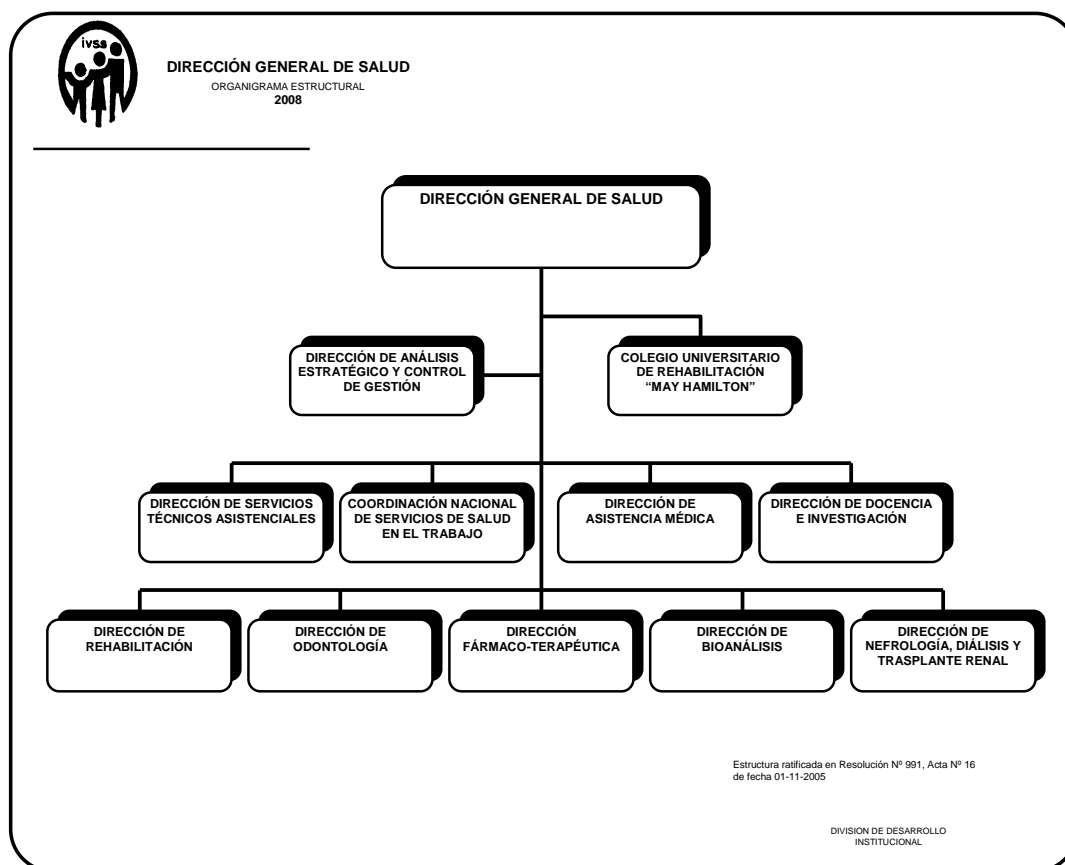 ivss
DIRECCIÓN GENERAL DE SALUD
ORGANIGRAMA ESTRUCTURAL
2008
DIRECCIÓN GENERAL DE SALUD
DIRECCIÓN DE ANÁLISIS
ESTRATÉGICO Y CONTROL
DE GESTIÓN
COLEGIO UNIVERSITARIO
DE REHABILITACIÓN
“MAY HAMILTON”
DIRECCIÓN DE SERVICIOS
TÉCNICOS ASISTENCIALES
COORDINACIÓN NACIONAL
DE SERVICIOS DE SALUD
EN EL TRABAJO
DIRECCIÓN DE
ASISTENCIA MÉDICA
DIRECCIÓN DE DOCENCIA
E INVESTIGACIÓN
DIRECCIÓN DE
REHABILITACIÓN
DIRECCIÓN DE
ODONTOLOGÍA
DIRECCIÓN
FÁRMACO-TERAPÉUTICA
DIRECCIÓN DE
BIOANÁLISIS
DIRECCIÓN DE
NEFROLOGÍA, DIÁLISIS Y
TRASPLANTE RENAL
Estructura ratificada en Resolución Nº 991, Acta Nº 16
de fecha 01-11-2005
DIVISION DE DESARROLLO
INSTITUCIONAL